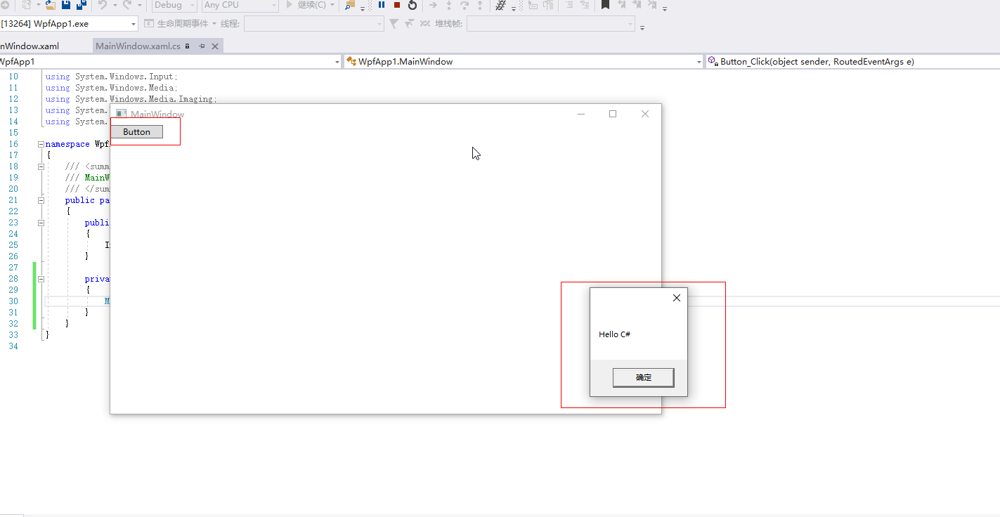 Debug Any CPU 继续(C)
[13264] WpfApp1.exe 生命周期事件 线程: 堆栈帧:
nWindow.xaml MainWindow.xaml.cs
WpfApp1 WpfApp1.MainWindow Button_Click(object sender, RoutedEventArgs e)
10 using System.Windows.Input;
11 using System.Windows.Media;
12 using System.Windows.Media.Imaging;
13 using System.
14 using System.
15
16 namespace Wpf
17 {
18 /// <summ
19 /// MainW
20 /// </sum
21 public pa
22 {
23 publi
24 {
25 I
26 }
27
28 priva
29 {
30 M
31 }
32 }
33 }
34
MainWindow
Button
Hello C#
确定